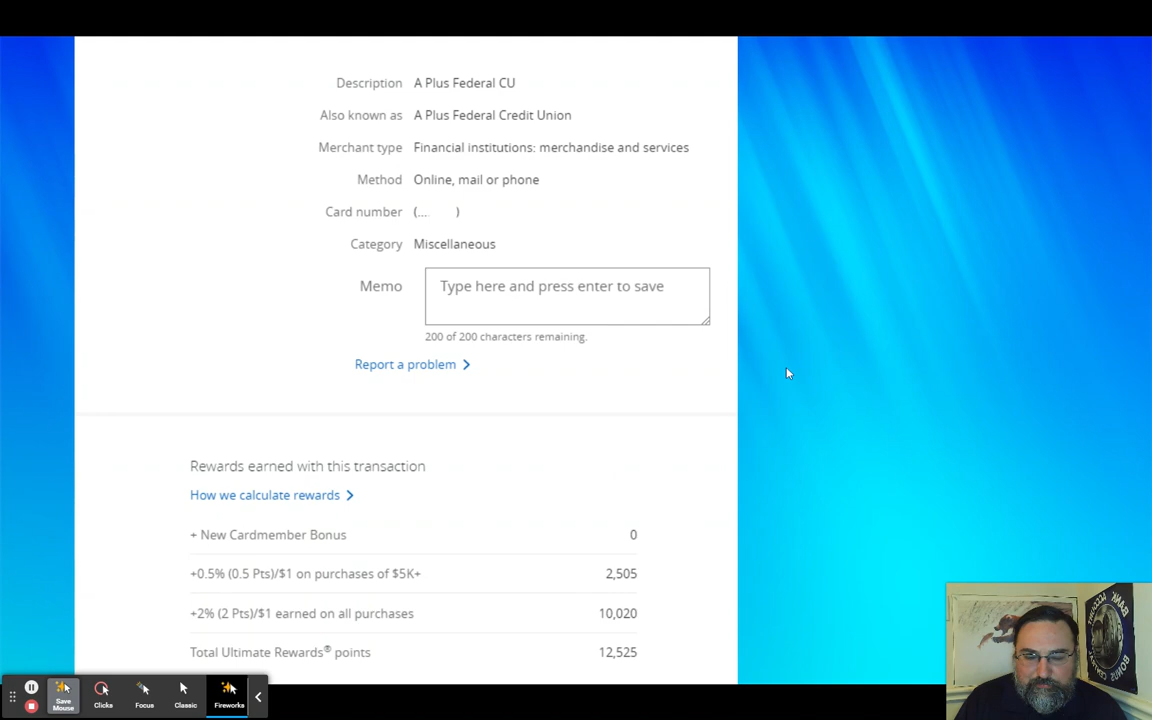 Description A Plus Federal CU
Also known as A Plus Federal Credit Union
Merchant type Financial institutions: merchandise and services
Method Online, mail or phone
Card number (... )
Category Miscellaneous
Memo Type here and press enter to save
200 of 200 characters remaining.
Report a problem
Rewards earned with this transaction
How we calculate rewards
+ New Cardmember Bonus 0
+0.5% (0.5 Pts)/$1 on purchases of $5K+ 2,505
+2% (2 Pts)/$1 earned on all purchases 10,020
Total Ultimate Rewards® points 12,525
Save Mouse
Clicks
Focus
Classic
Fireworks
BANK ACCOUNT
BONUS CENTRAL